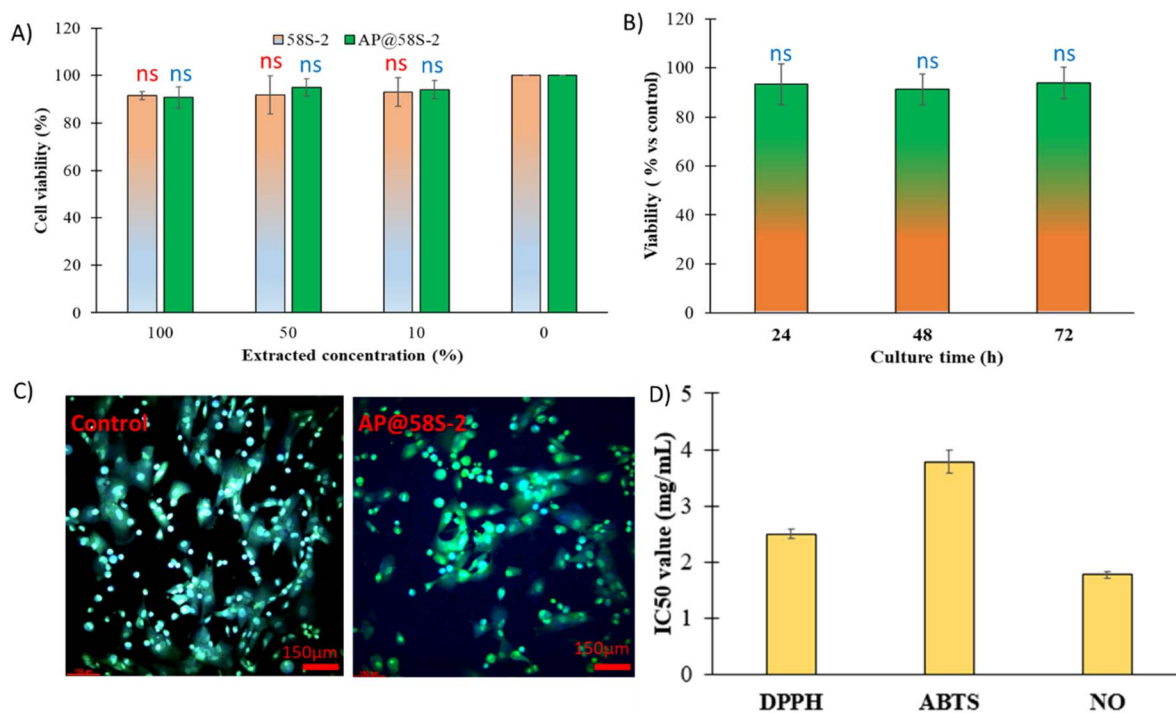 A)
58S-2 AP@58S-2
120
100
80
60
40
20
0
Cell viability (%)
ns ns ns ns ns ns
100 50 10 0
Extracted concentration (%)
B)
120
100
80
60
40
20
0
Viability ( % vs control)
ns ns ns
24 48 72
Culture time (h)
C)
Control
150µm
AP@58S-2
150µm
D)
5
4
3
2
1
0
IC50 value (mg/mL)
DPPH ABTS NO